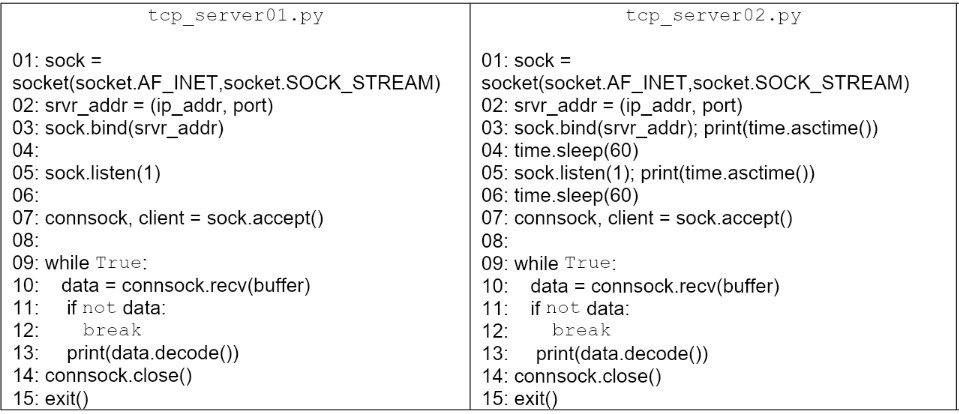 tcp_server01.py
01: sock =
socket(socket.AF_INET,socket.SOCK_STREAM)
02: srvr_addr = (ip_addr, port)
03: sock.bind(srvr_addr)
04:
05: sock.listen(1)
06:
07: connsock, client = sock.accept()
08:
09: while True:
10:    data = connsock.recv(buffer)
11:    if not data:
12:      break
13:    print(data.decode())
14: connsock.close()
15: exit()
tcp_server02.py
01: sock =
socket(socket.AF_INET,socket.SOCK_STREAM)
02: srvr_addr = (ip_addr, port)
03: sock.bind(srvr_addr); print(time.asctime())
04: time.sleep(60)
05: sock.listen(1); print(time.asctime())
06: time.sleep(60)
07: connsock, client = sock.accept()
08:
09: while True:
10:    data = connsock.recv(buffer)
11:    if not data:
12:      break
13:    print(data.decode())
14: connsock.close()
15: exit()